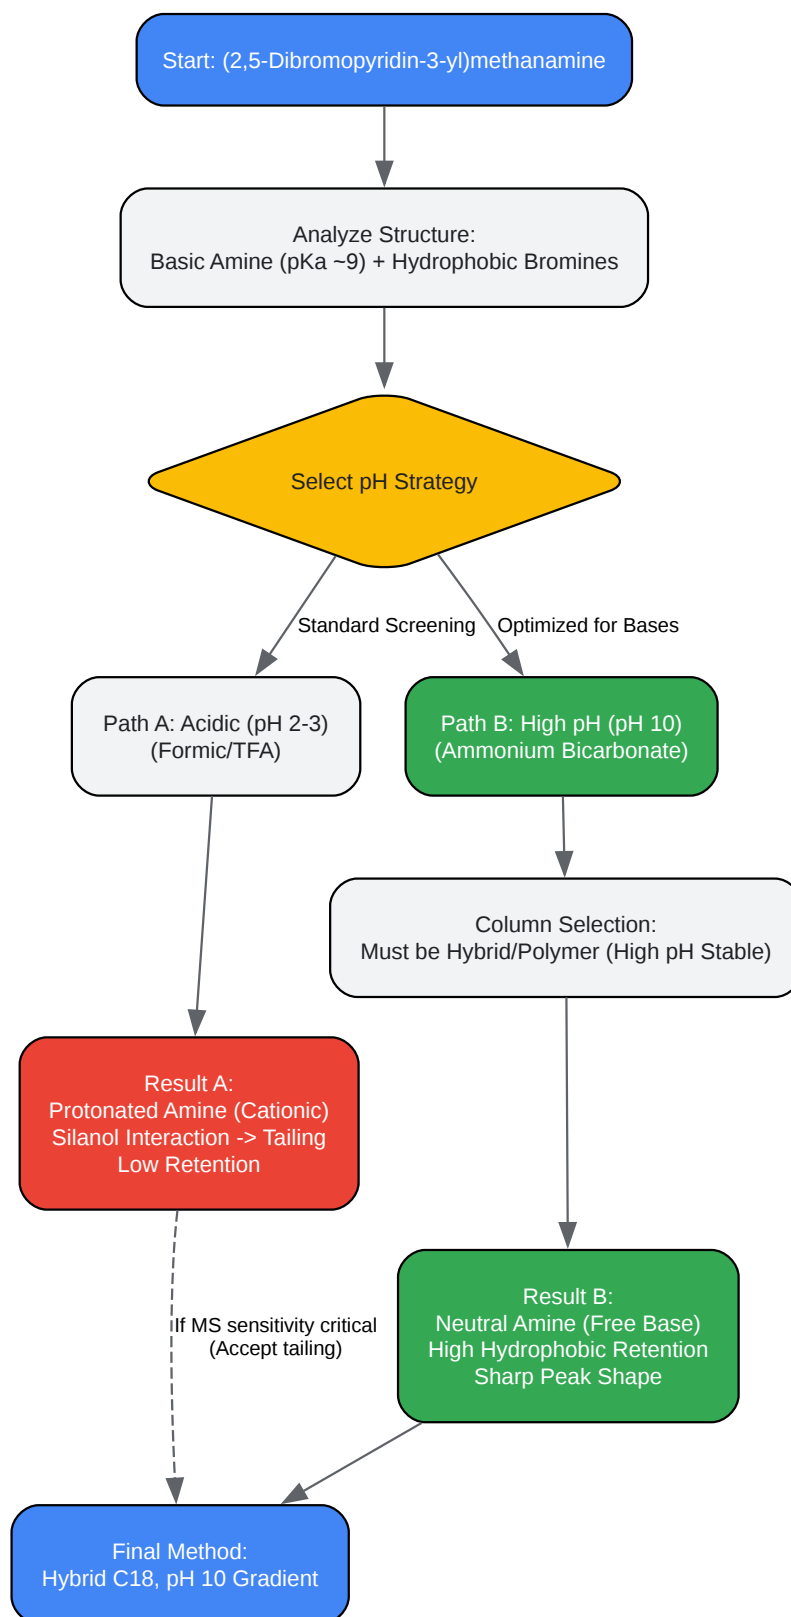 Start: (2,5-Dibromopyridin-3-yl)methanamine
Analyze Structure:
Basic Amine (pKa ~9) + Hydrophobic Bromines
Select pH Strategy
Standard Screening
Optimized for Bases
Path A: Acidic (pH 2-3)
(Formic/TFA)
Path B: High pH (pH 10)
(Ammonium Bicarbonate)
Column Selection:
Must be Hybrid/Polymer (High pH Stable)
Result A:
Protonated Amine (Cationic)
Silanol Interaction -> Tailing
Low Retention
Result B:
Neutral Amine (Free Base)
High Hydrophobic Retention
Sharp Peak Shape
If MS sensitivity critical
(Accept tailing)
Final Method:
Hybrid C18, pH 10 Gradient